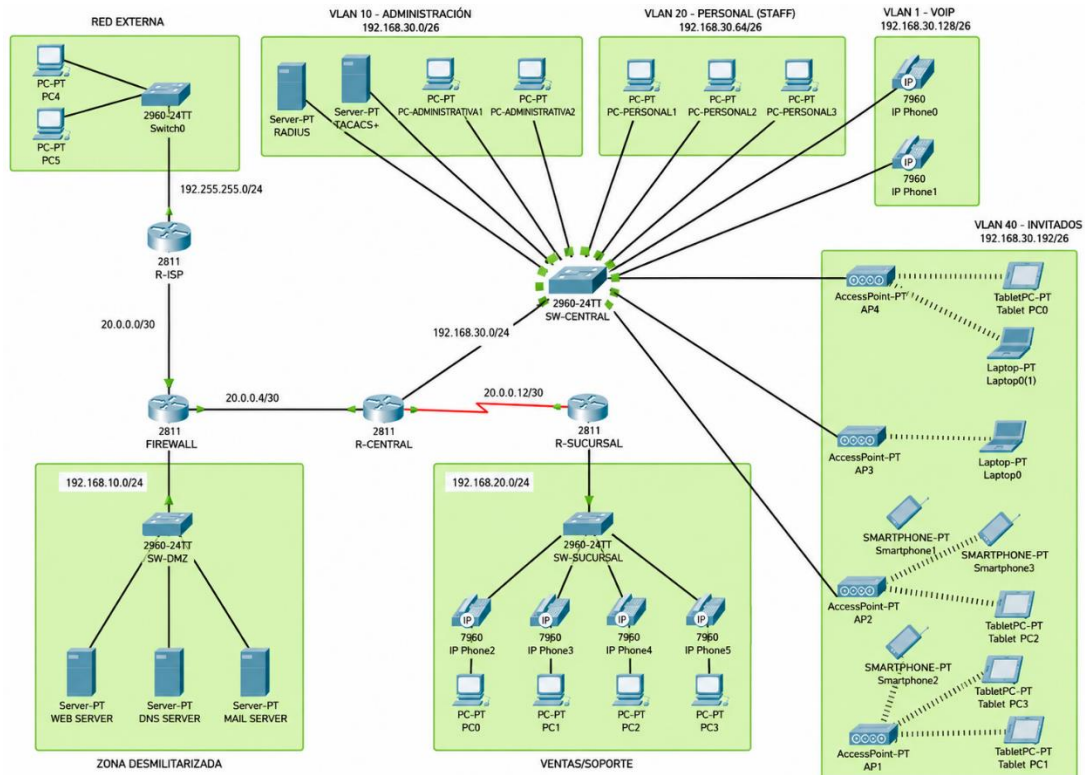 RED EXTERNA
PC-PT
PC4
PC-PT
PC5
2960-24TT
Switch0
192.255.255.0/24
2811
R-ISP
20.0.0.0/30
VLAN 10 - ADMINISTRACIÓN
192.168.30.0/26
Server-PT
RADIUS
Server-PT
TACACS+
PC-PT
PC-ADMINISTRATIVA1
PC-PT
PC-ADMINISTRATIVA2
VLAN 20 - PERSONAL (STAFF)
192.168.30.64/26
PC-PT
PC-PERSONAL1
PC-PT
PC-PERSONAL2
PC-PT
PC-PERSONAL3
VLAN 1 - VOIP
192.168.30.128/26
IP
7960
IP Phone0
IP
7960
IP Phone1
2960-24TT
SW-CENTRAL
192.168.30.0/24
2811
FIREWALL
20.0.0.4/30
2811
R-CENTRAL
20.0.0.12/30
2811
R-SUCURSAL
VLAN 40 - INVITADOS
192.168.30.192/26
AccessPoint-PT
AP4
TabletPC-PT
Tablet PC0
Laptop-PT
Laptop0(1)
AccessPoint-PT
AP3
Laptop-PT
Laptop0
SMARTPHONE-PT
Smartphone1
SMARTPHONE-PT
Smartphone3
AccessPoint-PT
AP2
TabletPC-PT
Tablet PC2
SMARTPHONE-PT
Smartphone2
TabletPC-PT
Tablet PC3
AccessPoint-PT
AP1
TabletPC-PT
Tablet PC1
192.168.10.0/24
2960-24TT
SW-DMZ
Server-PT
WEB SERVER
Server-PT
DNS SERVER
Server-PT
MAIL SERVER
ZONA DESMILITARIZADA
192.168.20.0/24
2960-24TT
SW-SUCURSAL
IP
7960
IP Phone2
IP
7960
IP Phone3
IP
7960
IP Phone4
IP
7960
IP Phone5
PC-PT
PC0
PC-PT
PC1
PC-PT
PC2
PC-PT
PC3
VENTAS/SOPORTE